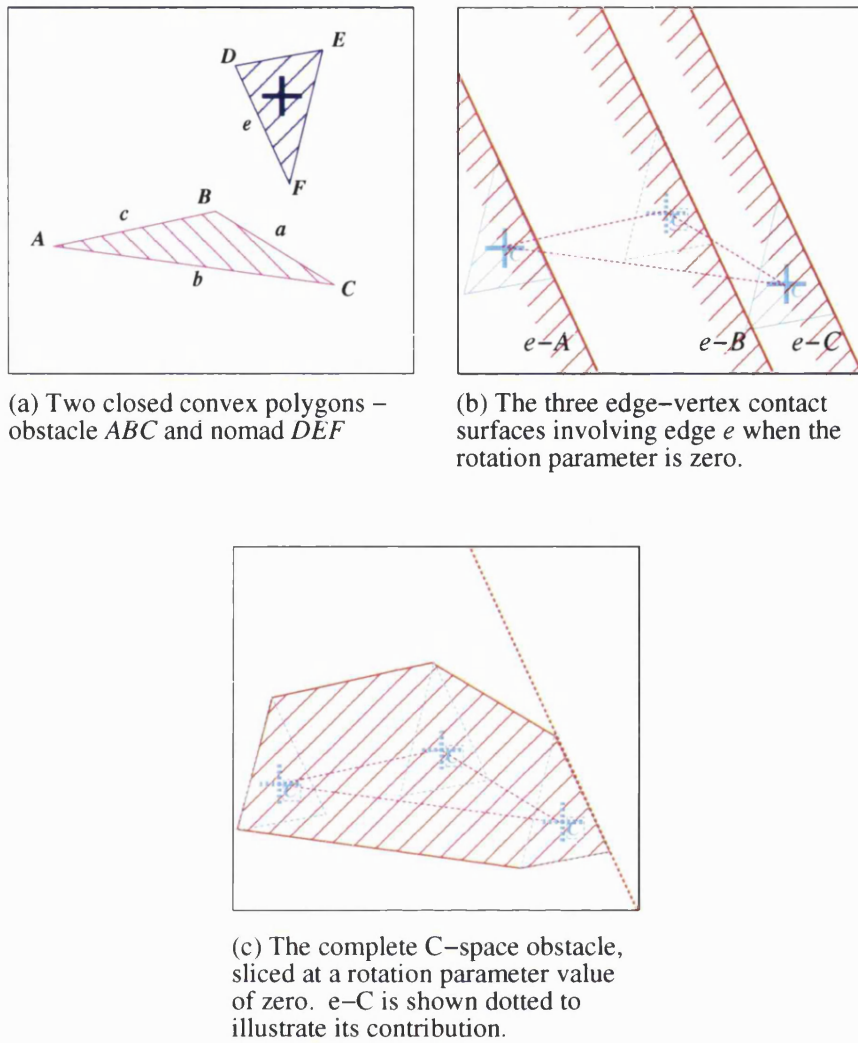 D
E
e
F
B
c
A
a
b
C
(a) Two closed convex polygons –
obstacle ABC and nomad DEF
e–A
e–B
e–C
(b) The three edge–vertex contact
surfaces involving edge e when the
rotation parameter is zero.
(c) The complete C–space obstacle,
sliced at a rotation parameter value
of zero. e–C is shown dotted to
illustrate its contribution.